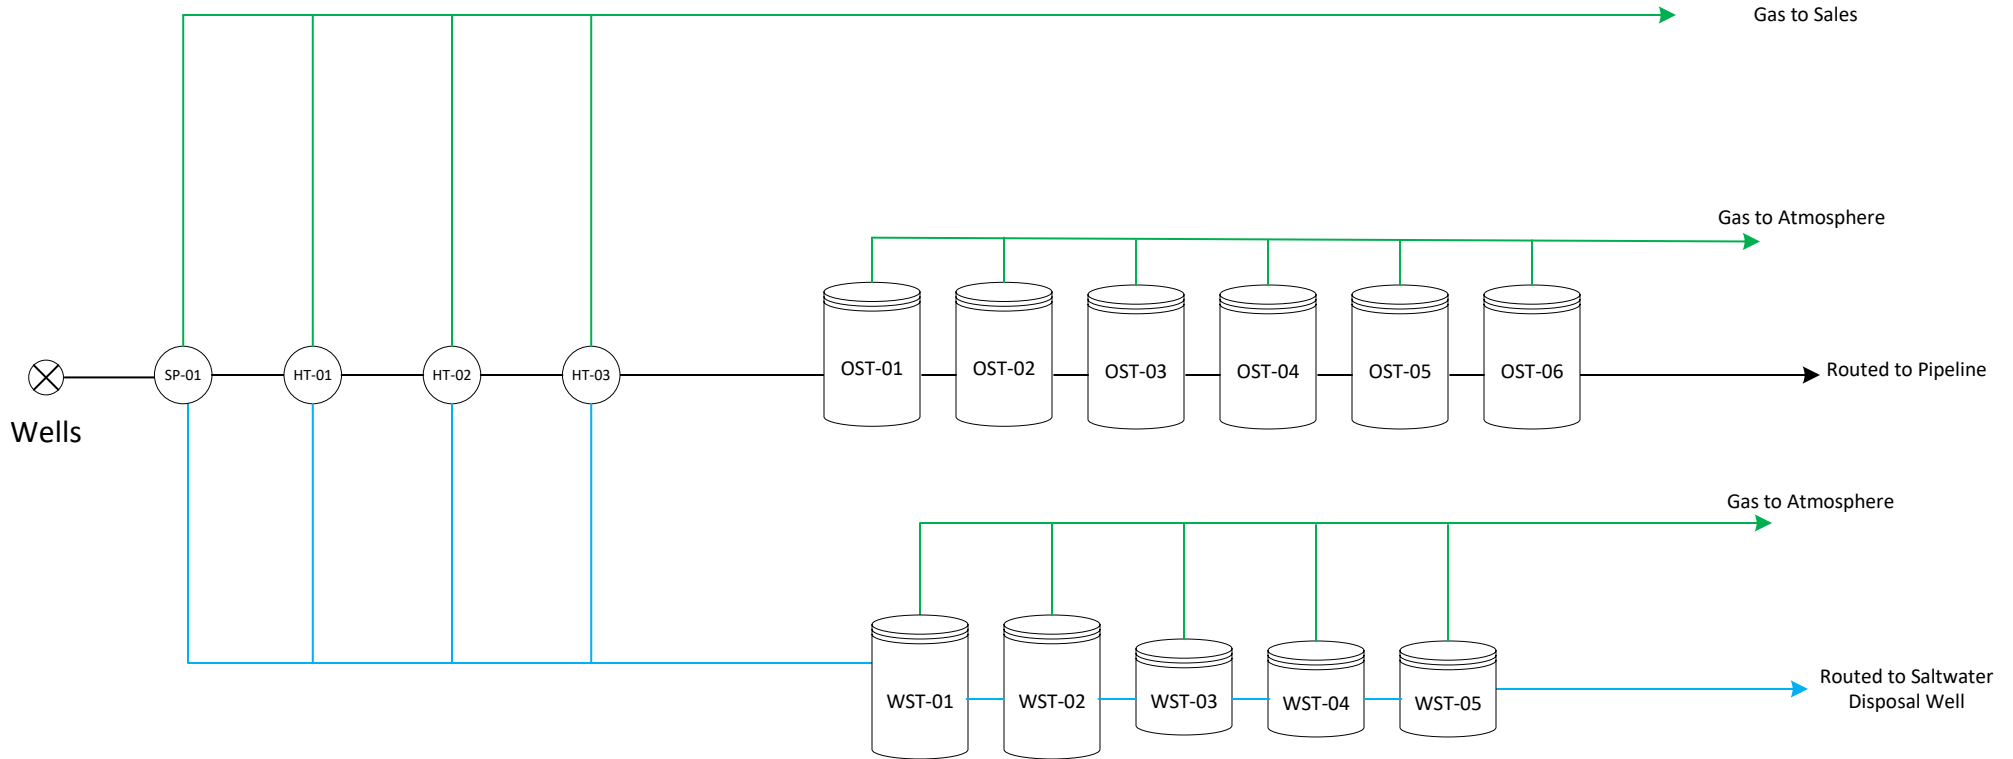 Gas to Sales
Gas to Atmosphere
SP-01
HT-01
HT-02
HT-03
OST-01
OST-02
OST-03
OST-04
OST-05
OST-06
Routed to Pipeline
Wells
Gas to Atmosphere
WST-01
WST-02
WST-03
WST-04
WST-05
Routed to Saltwater
Disposal Well